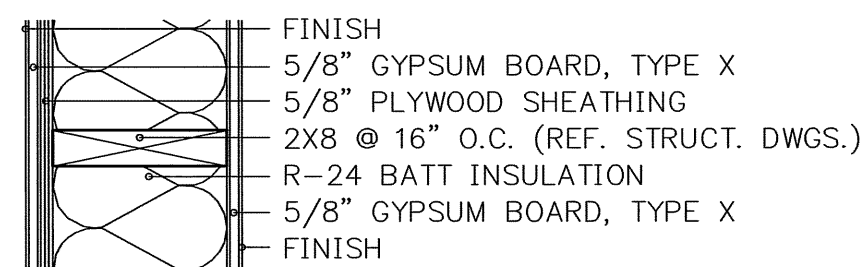 FINISH
5/8" GYPSUM BOARD, TYPE X
5/8" PLYWOOD SHEATHING
2X8 @ 16" O.C. (REF. STRUCT. DWGS.)
R-24 BATT INSULATION
5/8" GYPSUM BOARD, TYPE X
FINISH